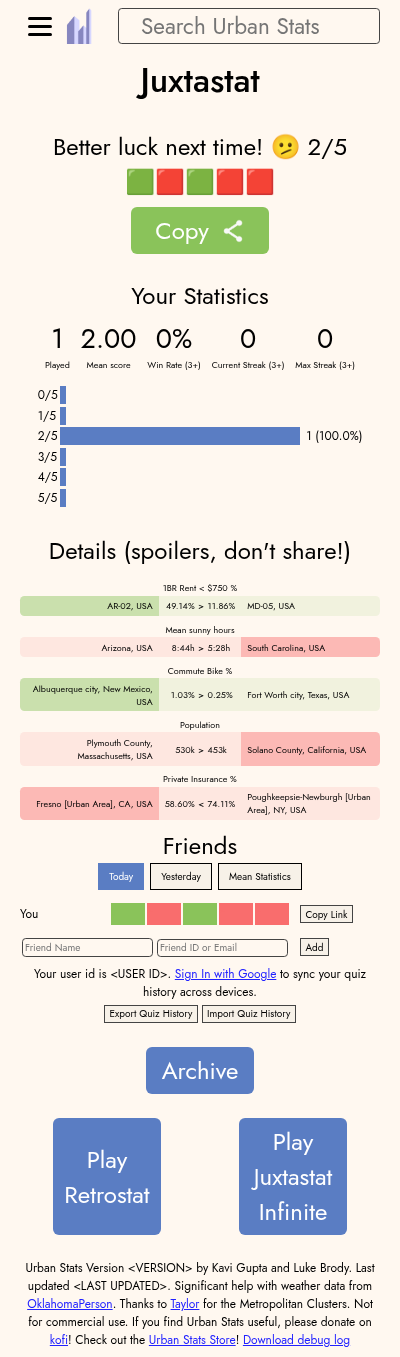 Search Urban Stats
Juxtastat
Better luck next time! 🫤 2/5
🟩🟥🟩🟥🟥
Copy
Your Statistics
1 2.00 0% 0 0
Played Mean score Win Rate (3+) Current Streak (3+) Max Streak (3+)
0/5
1/5
2/5 1 (100.0%)
3/5
4/5
5/5
Details (spoilers, don't share!)
1BR Rent < $750 %
AR-02, USA 49.14% > 11.86% MD-05, USA
Mean sunny hours
Arizona, USA 8:44h > 5:28h South Carolina, USA
Commute Bike %
Albuquerque city, New Mexico,
USA 1.03% > 0.25% Fort Worth city, Texas, USA
Population
Plymouth County,
Massachusetts, USA 530k > 453k Solano County, California, USA
Private Insurance %
Fresno [Urban Area], CA, USA 58.60% < 74.11% Poughkeepsie-Newburgh [Urban
Area], NY, USA
Friends
Today Yesterday Mean Statistics
You Copy Link
Friend Name Friend ID or Email Add
Your user id is <USER ID>. Sign In with Google to sync your quiz
history across devices.
Export Quiz History Import Quiz History
Archive
Play
Retrostat
Play
Juxtastat
Infinite
Urban Stats Version <VERSION> by Kavi Gupta and Luke Brody. Last
updated <LAST UPDATED>. Significant help with weather data from
OklahomaPerson. Thanks to Taylor for the Metropolitan Clusters. Not
for commercial use. If you find Urban Stats useful, please donate on
kofi! Check out the Urban Stats Store! Download debug log